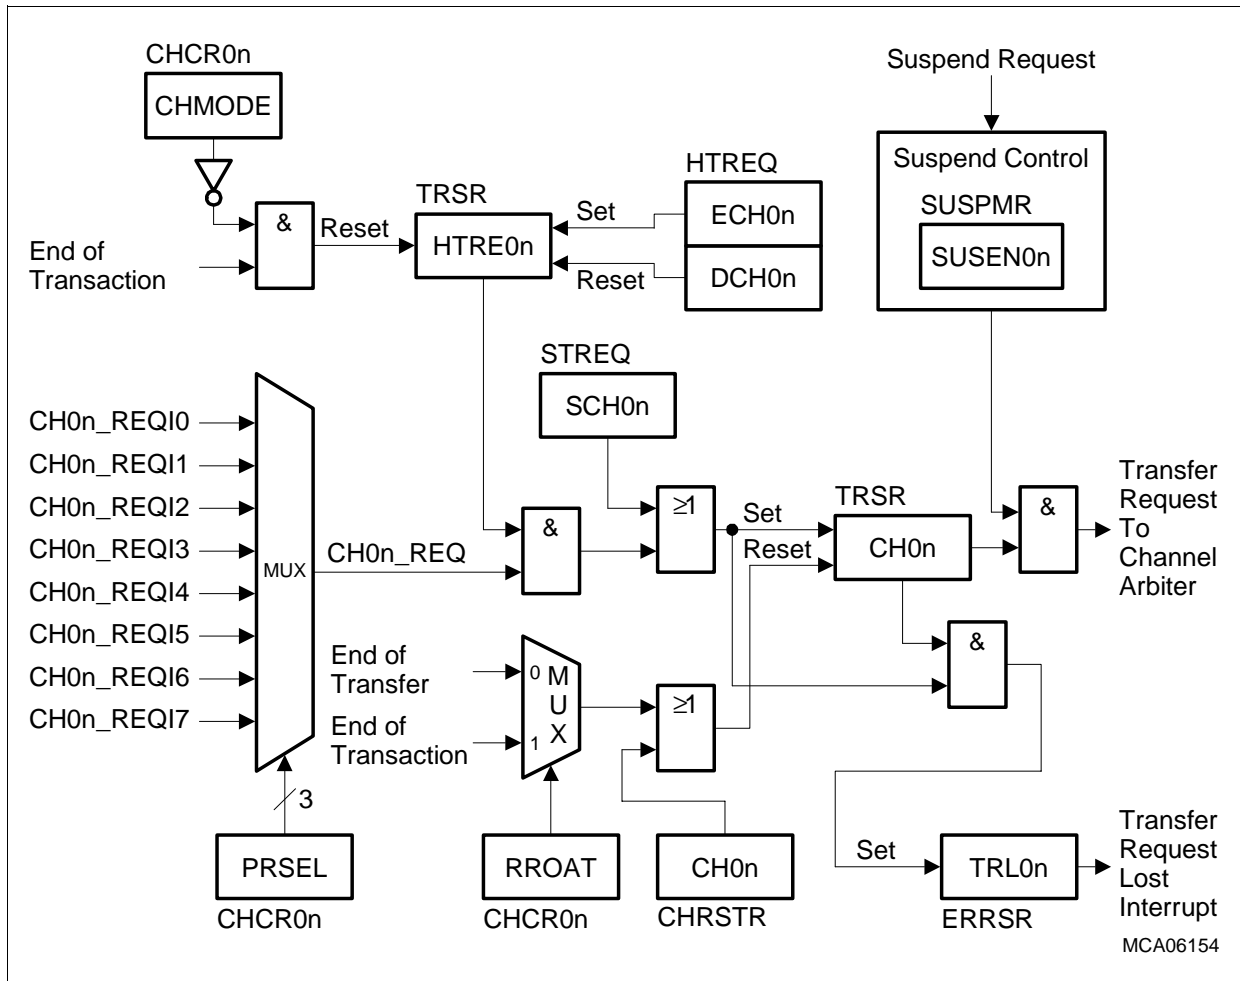 CHCR0n
CHMODE
Suspend Request
Suspend Control
SUSPMR
SUSEN0n
HTREQ
ECH0n
DCH0n
TRSR
HTRE0n
Set
Reset
&
Reset
End of
Transaction
STREQ
SCH0n
CH0n_REQI0
CH0n_REQI1
CH0n_REQI2
CH0n_REQI3
CH0n_REQI4
CH0n_REQI5
CH0n_REQI6
CH0n_REQI7
MUX
CH0n_REQ
&
≥1
Set
Reset
TRSR
CH0n
&
Transfer
Request
To
Channel
Arbiter
&
End of
Transfer
End of
Transaction
0
1
M
U
X
≥1
3
PRSEL
CHCR0n
RROAT
CHCR0n
CH0n
CHRSTR
Set
TRL0n
ERRSR
Transfer
Request
Lost
Interrupt
MCA06154